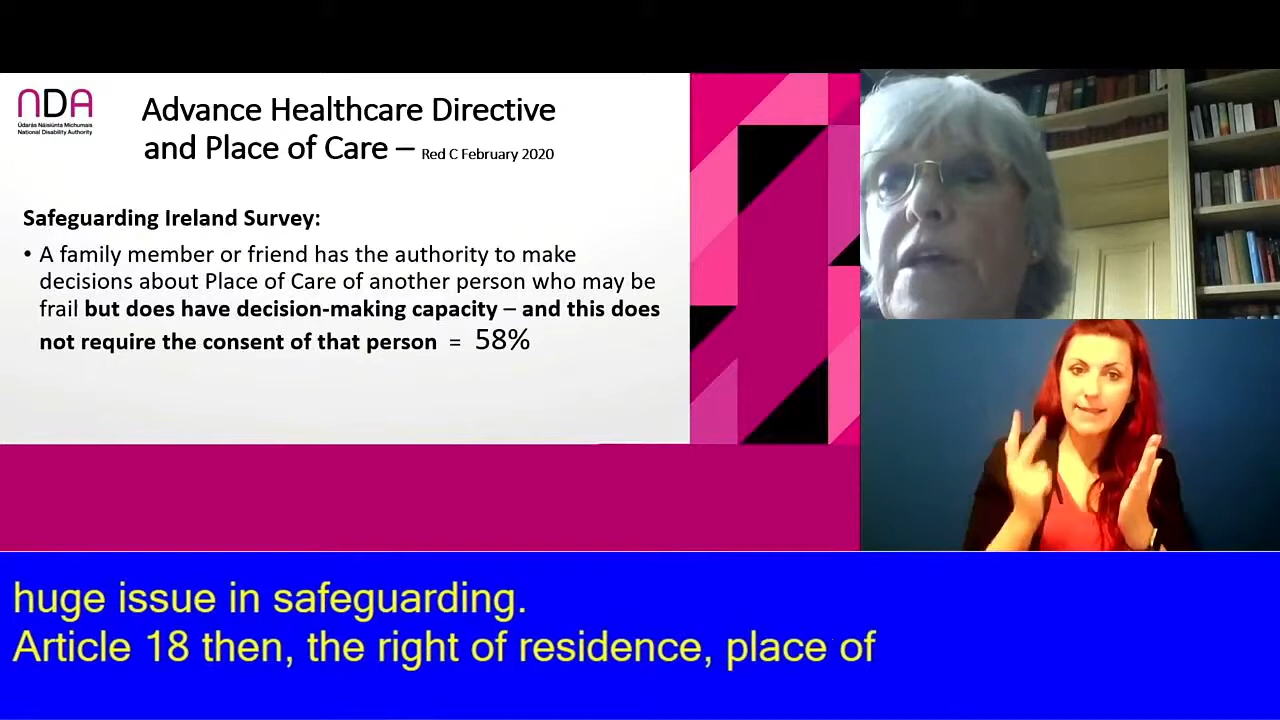 NDA
Údarás Náisiúnta Míchumais
National Disability Authority
Advance Healthcare Directive
and Place of Care – Red C February 2020
Safeguarding Ireland Survey:
• A family member or friend has the authority to make
decisions about Place of Care of another person who may be
frail but does have decision-making capacity – and this does
not require the consent of that person = 58%
huge issue in safeguarding.
Article 18 then, the right of residence, place of